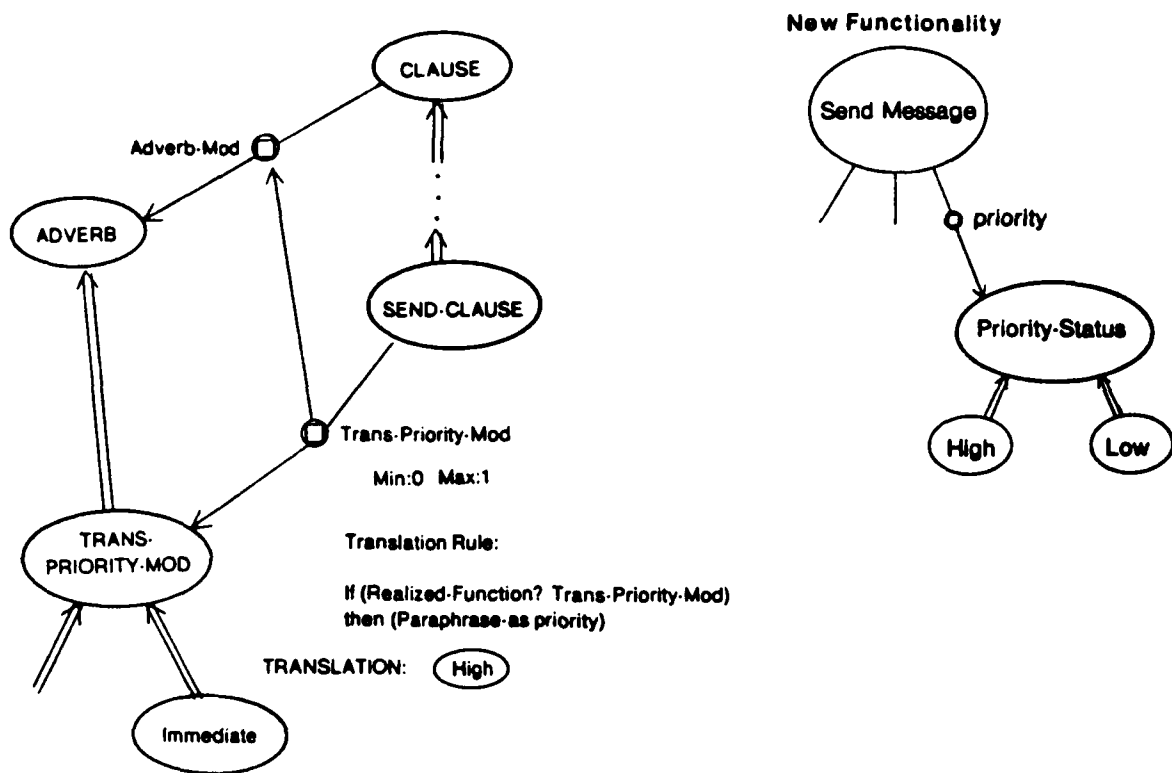 New Functionality
CLAUSE
Send Message
Adverb-Mod
priority
ADVERB
SEND-CLAUSE
Priority-Status
Trans-Priority-Mod
High
Low
Min:0 Max:1
TRANS-
PRIORITY-MOD
Translation Rule:
If (Realized-Function? Trans-Priority-Mod)
then (Paraphrase-as priority)
TRANSLATION: High
Immediate